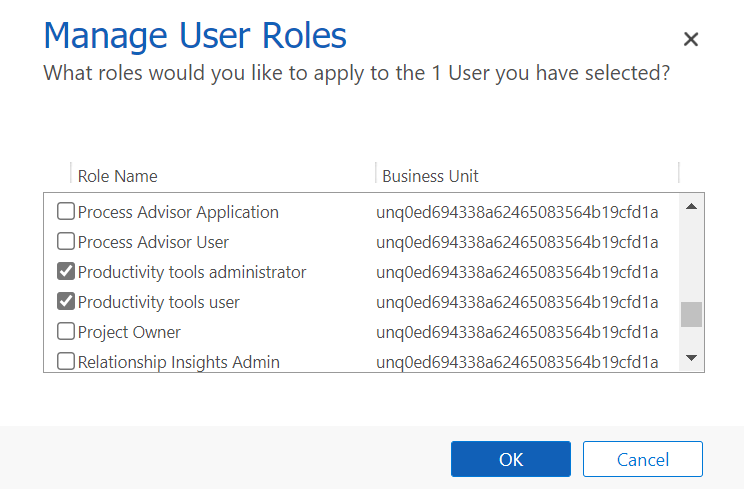 Manage User Roles
What roles would you like to apply to the 1 User you have selected?
Role Name Business Unit
Process Advisor Application unq0ed694338a62465083564b19cfd1a
Process Advisor User unq0ed694338a62465083564b19cfd1a
Productivity tools administrator unq0ed694338a62465083564b19cfd1a
Productivity tools user unq0ed694338a62465083564b19cfd1a
Project Owner unq0ed694338a62465083564b19cfd1a
Relationship Insights Admin unq0ed694338a62465083564b19cfd1a
OK Cancel